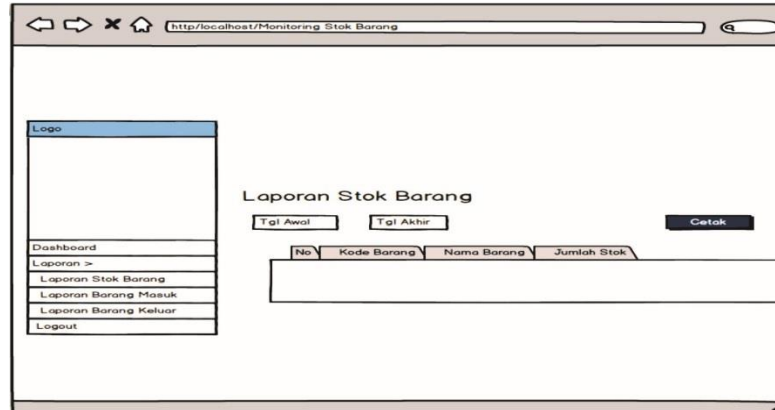 http/localhost/Monitoring Stok Barang
Logo
Dashboard
Laporan >
Laporan Stok Barang
Laporan Barang Masuk
Laporan Barang Keluar
Logout
Laporan Stok Barang
Tgl Awal Tgl Akhir Cetak
No Kode Barang Nama Barang Jumlah Stok